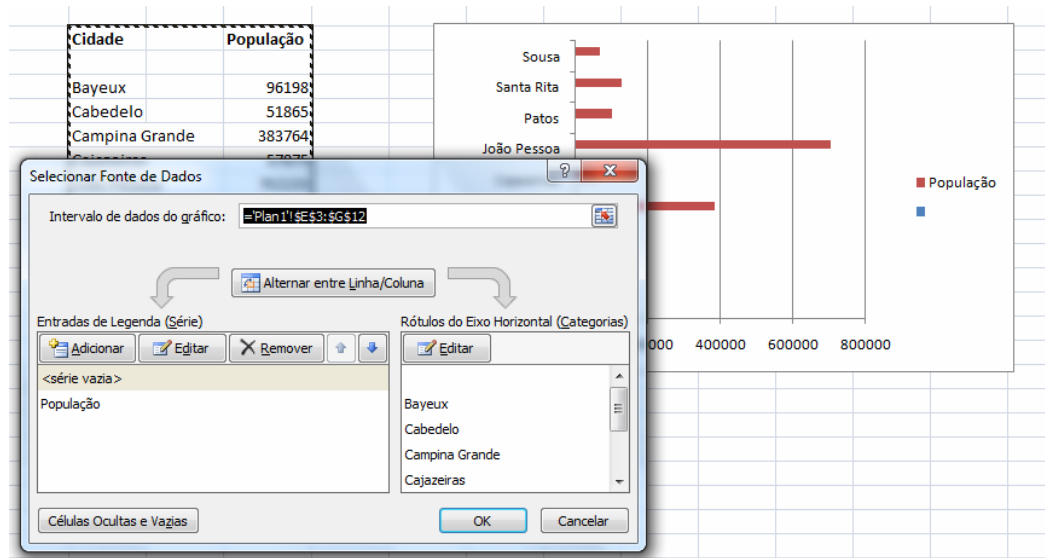 Cidade População
Bayeux 96198
Cabedelo 51865
Campina Grande 383764
Sousa
Santa Rita
Patos
João Pessoa
População
000 400000 600000 800000
Selecionar Fonte de Dados
Intervalo de dados do gráfico: ='Plan1'!$E$3:$G$12
Alternar entre Linha/Coluna
Entradas de Legenda (Série) Rótulos do Eixo Horizontal (Categorias)
Adicionar Editar Remover Editar
<série vazia>
População Bayeux
Cabedelo
Campina Grande
Cajazeiras
Células Ocultas e Vazias OK Cancelar